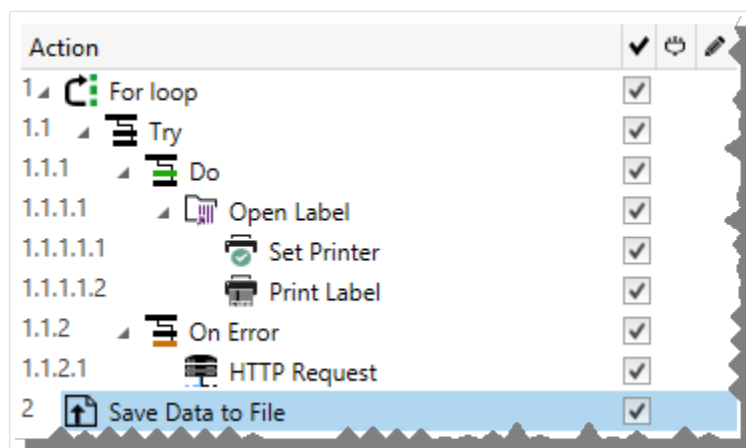 Action
1 For loop
1.1 Try
1.1.1 Do
1.1.1.1 Open Label
1.1.1.1.1 Set Printer
1.1.1.1.2 Print Label
1.1.2 On Error
1.1.2.1 HTTP Request
2 Save Data to File